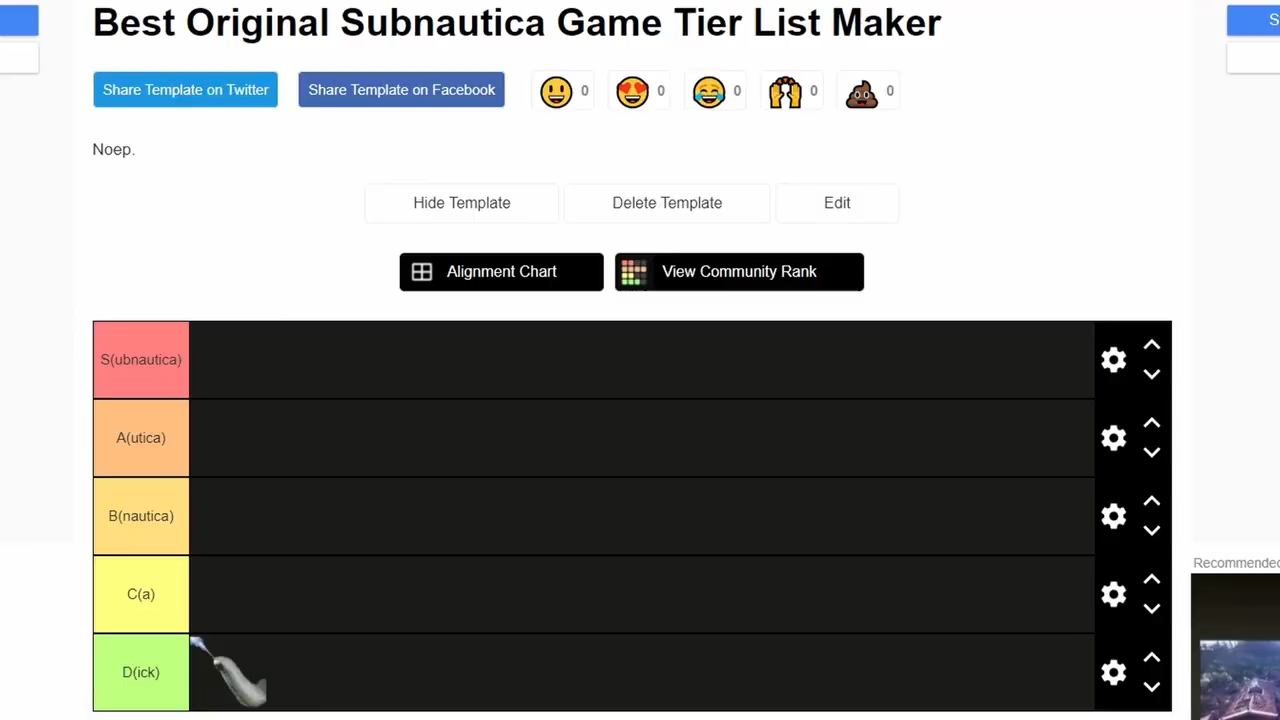 Best Original Subnautica Game Tier List Maker
Share Template on Twitter
Share Template on Facebook
0
0
0
0
0
Noep.
Hide Template
Delete Template
Edit
Alignment Chart
View Community Rank
S(ubnautica)
A(utica)
B(nautica)
C(a)
D(ick)
S
Recommended